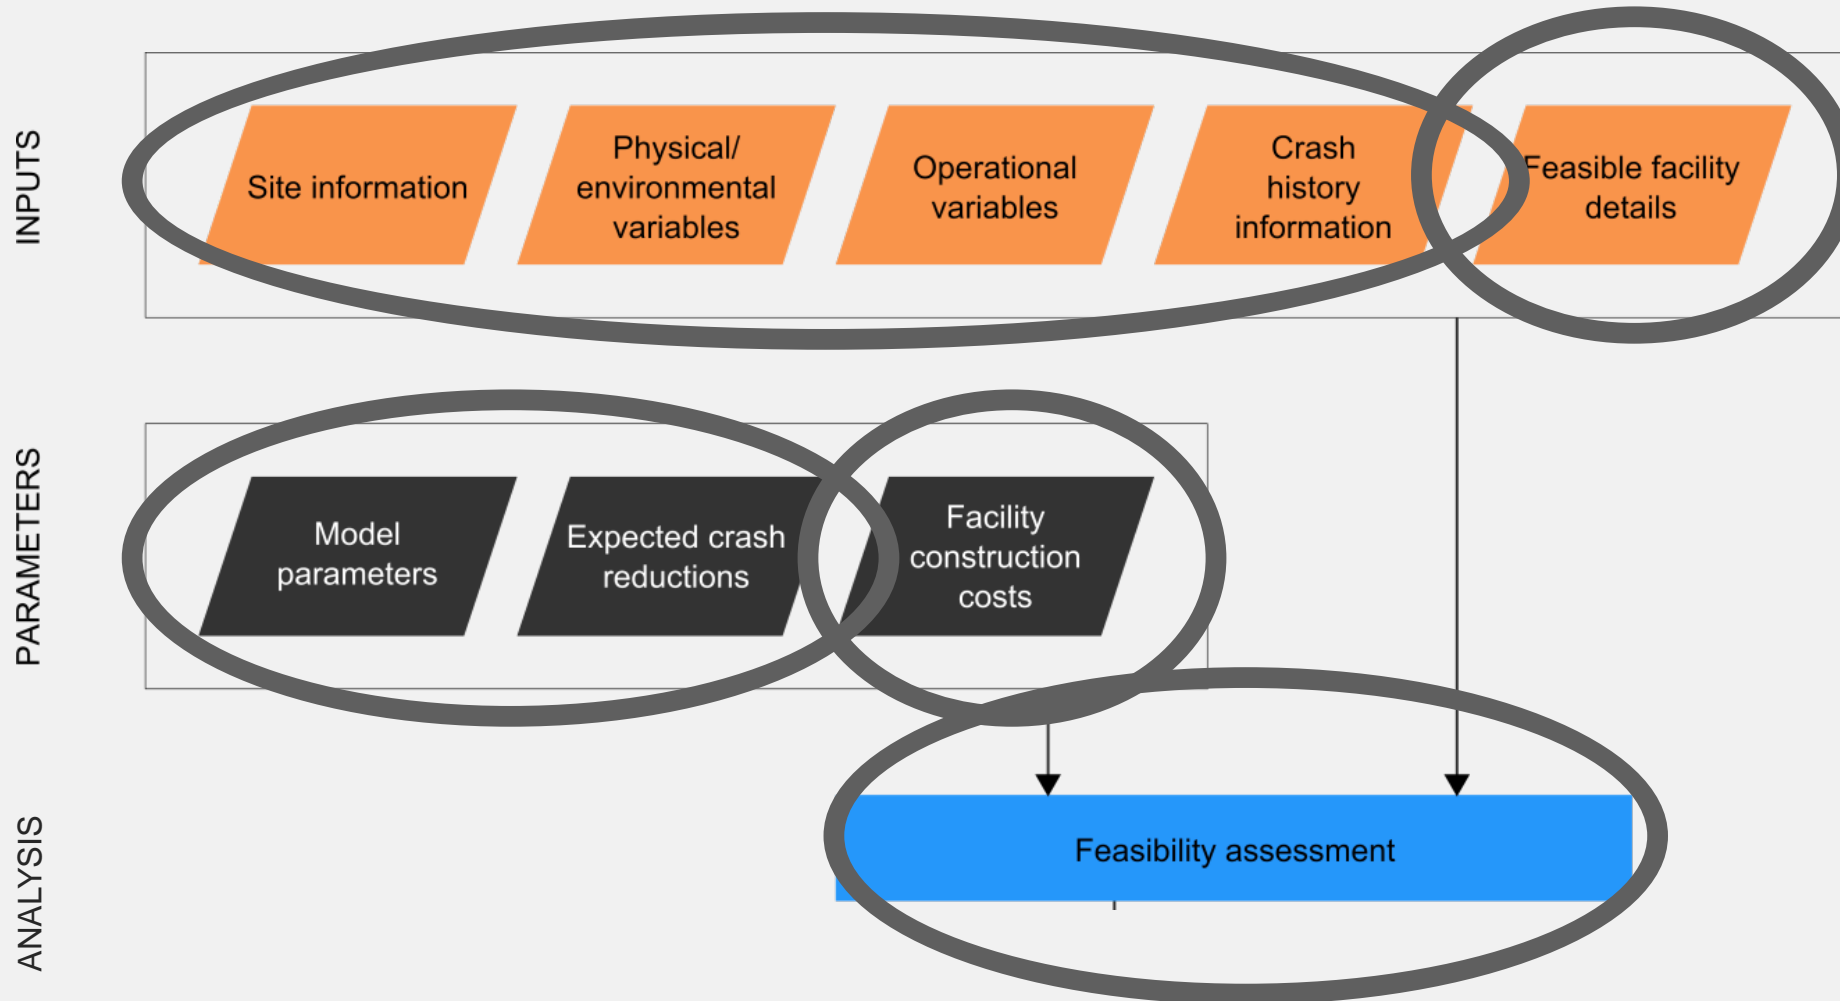 INPUTS
Site information
Physical/
environmental
variables
Operational
variables
Crash
history
information
Feasible facility
details
PARAMETERS
Model
parameters
Expected crash
reductions
Facility
construction
costs
ANALYSIS
Feasibility assessment